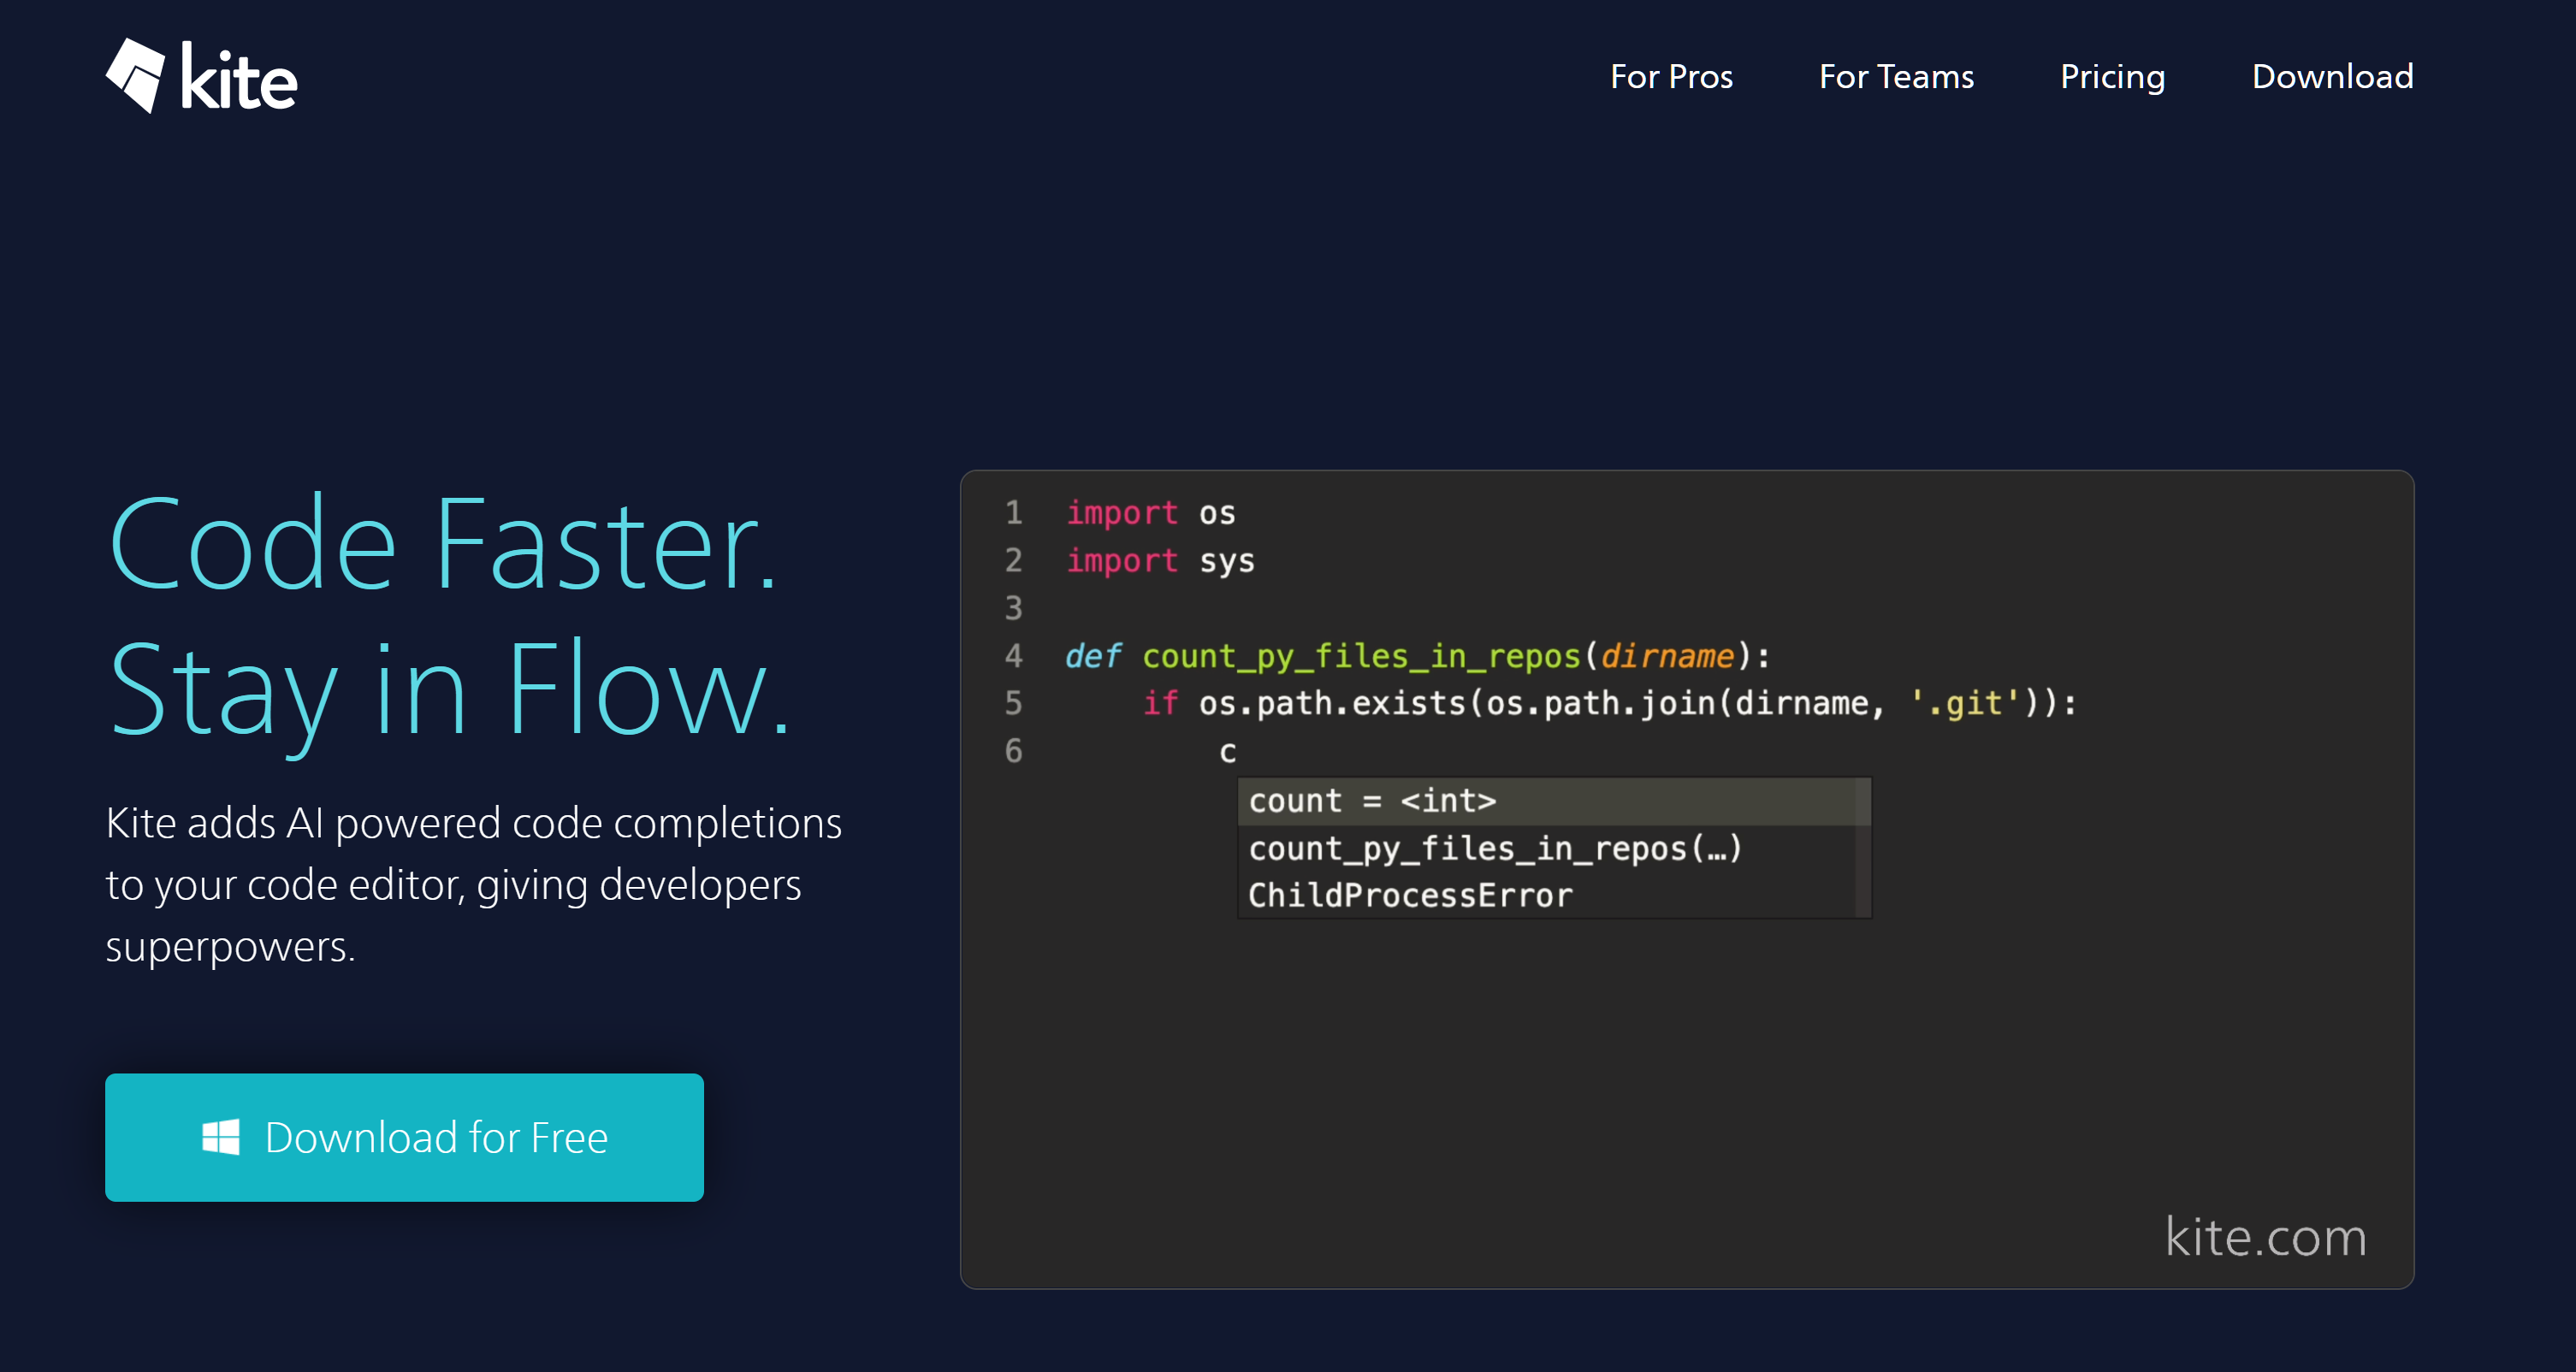 kite
For Pros
For Teams
Pricing
Download
Code Faster.
Stay in Flow.
Kite adds AI powered code completions
to your code editor, giving developers
superpowers.
Download for Free
1 import os
2 import sys
3
4 def count_py_files_in_repos(dirname):
5     if os.path.exists(os.path.join(dirname, '.git')):
6         c
count = <int>
count_py_files_in_repos(…)
ChildProcessError
kite.com